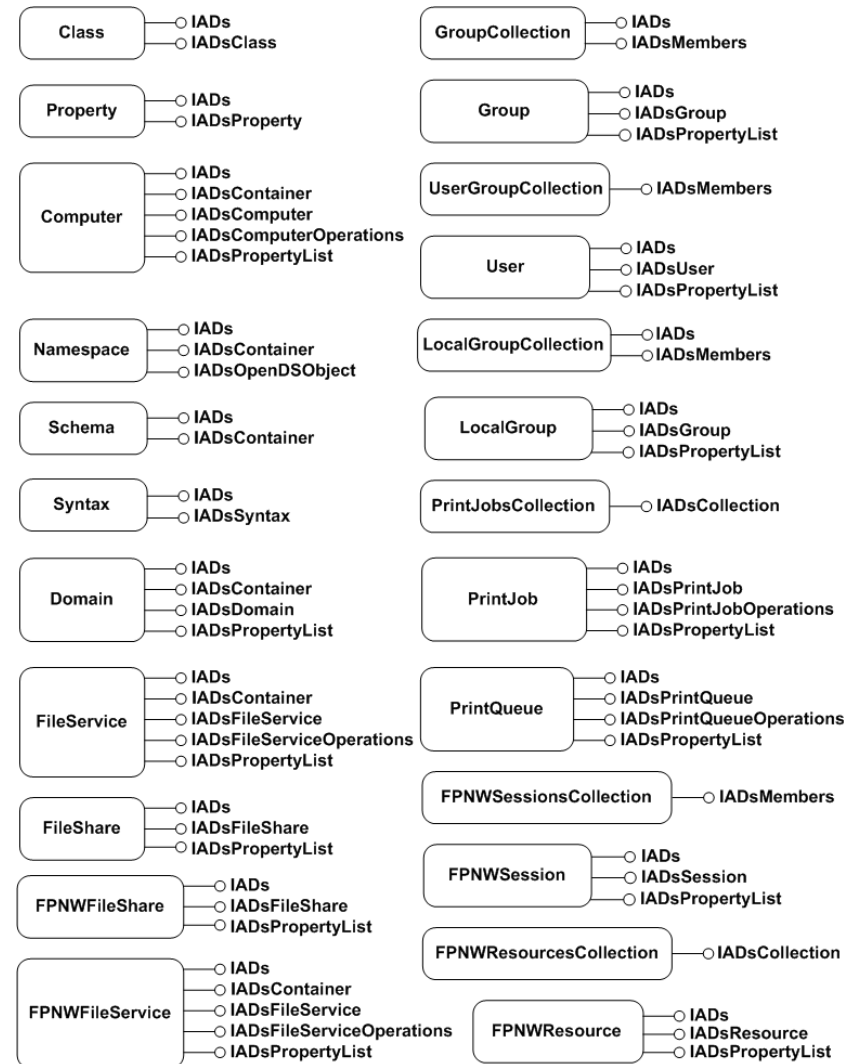 Class
IADs
IADsClass
Property
IADs
IADsProperty
Computer
IADs
IADsContainer
IADsComputer
IADsComputerOperations
IADsPropertyList
Namespace
IADs
IADsContainer
IADsOpenDSObject
Schema
IADs
IADsContainer
Syntax
IADs
IADsSyntax
Domain
IADs
IADsContainer
IADsDomain
IADsPropertyList
FileService
IADs
IADsContainer
IADsFileService
IADsFileServiceOperations
IADsPropertyList
FileShare
IADs
IADsFileShare
IADsPropertyList
FPNWFileShare
IADs
IADsFileShare
IADsPropertyList
FPNWFileService
IADs
IADsContainer
IADsFileService
IADsFileServiceOperations
IADsPropertyList
GroupCollection
IADs
IADsMembers
Group
IADs
IADsGroup
IADsPropertyList
UserGroupCollection
IADsMembers
User
IADs
IADsUser
IADsPropertyList
LocalGroupCollection
IADs
IADsMembers
LocalGroup
IADs
IADsGroup
IADsPropertyList
PrintJobsCollection
IADsCollection
PrintJob
IADs
IADsPrintJob
IADsPrintJobOperations
IADsPropertyList
PrintQueue
IADs
IADsPrintQueue
IADsPrintQueueOperations
IADsPropertyList
FPNWSessionsCollection
IADsMembers
FPNWSession
IADs
IADsSession
IADsPropertyList
FPNWResourcesCollection
IADsCollection
FPNWResource
IADs
IADsResource
IADsPropertyList